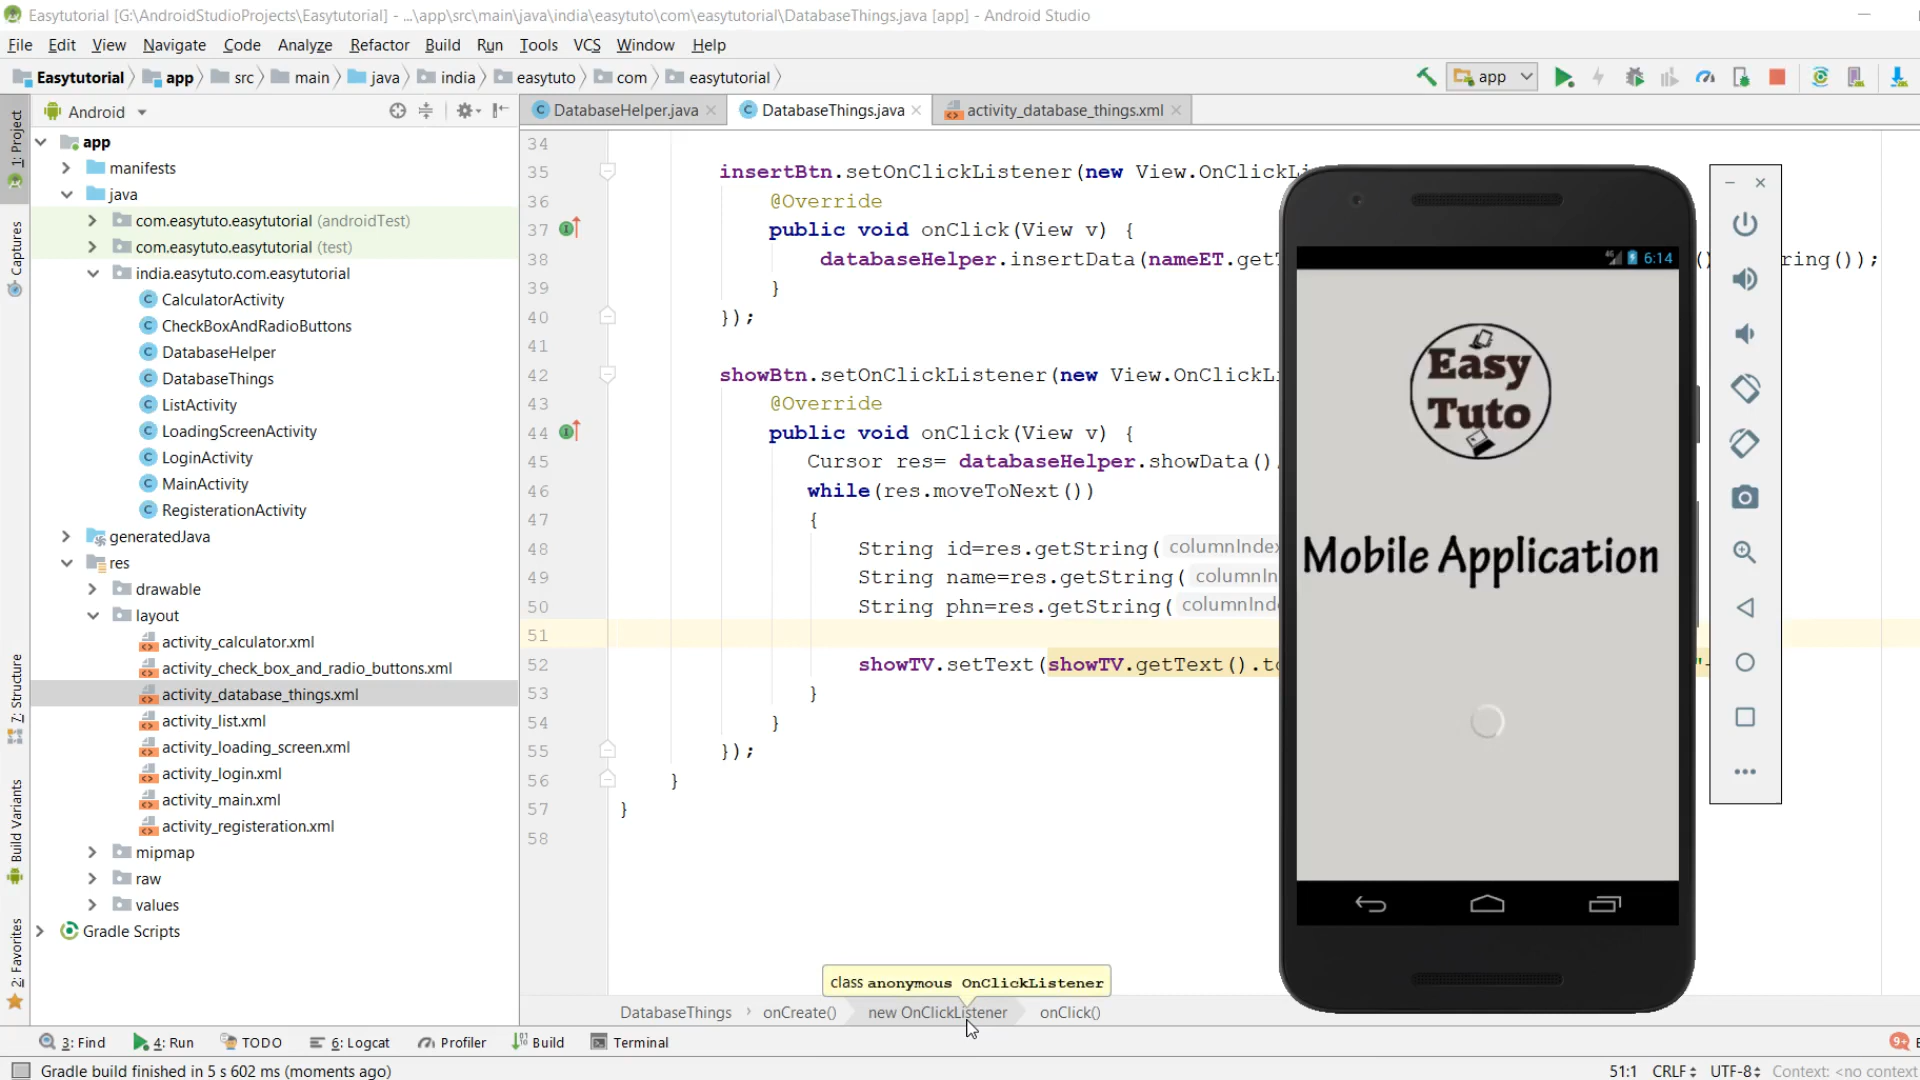 Easytutorial [G:\AndroidStudioProjects\Easytutorial] - ...\app\src\main\java\india\easytuto\com\easytutorial\DatabaseThings.java [app] - Android Studio
File Edit View Navigate Code Analyze Refactor Build Run Tools VCS Window Help
Easytutorial app src main java india easytuto com easytutorial app
1: Project
Captures
7: Structure
Build Variants
2: Favorites
Android
app
manifests
java
com.easytuto.easytutorial (androidTest)
com.easytuto.easytutorial (test)
india.easytuto.com.easytutorial
CalculatorActivity
CheckBoxAndRadioButtons
DatabaseHelper
DatabaseThings
ListActivity
LoadingScreenActivity
LoginActivity
MainActivity
RegisterationActivity
generatedJava
res
drawable
layout
activity_calculator.xml
activity_check_box_and_radio_buttons.xml
activity_database_things.xml
activity_list.xml
activity_loading_screen.xml
activity_login.xml
activity_main.xml
activity_registeration.xml
mipmap
raw
values
Gradle Scripts
DatabaseHelper.java DatabaseThings.java activity_database_things.xml
34
35 insertBtn.setOnClickListener(new View.OnClickLi
36 @Override
37 public void onClick(View v) {
38 databaseHelper.insertData(nameET.get () ring());
39 }
40 });
41
42 showBtn.setOnClickListener(new View.OnClickLi
43 @Override
44 public void onClick(View v) {
45 Cursor res= databaseHelper.showData()
46 while(res.moveToNext())
47 {
48 String id=res.getString( columnIndex
49 String name=res.getString( columnIn
50 String phn=res.getString( columnInd
51
52 showTV.setText(showTV.getText().to "
53 }
54 }
55 });
56 }
57 }
58
6:14
Easy
Tuto
Mobile Application
class anonymous OnClickListener
DatabaseThings onCreate() new OnClickListener onClick()
3: Find 4: Run TODO 6: Logcat Profiler Build Terminal 9+
Gradle build finished in 5 s 602 ms (moments ago) 51:1 CRLF UTF-8 Context: <no context